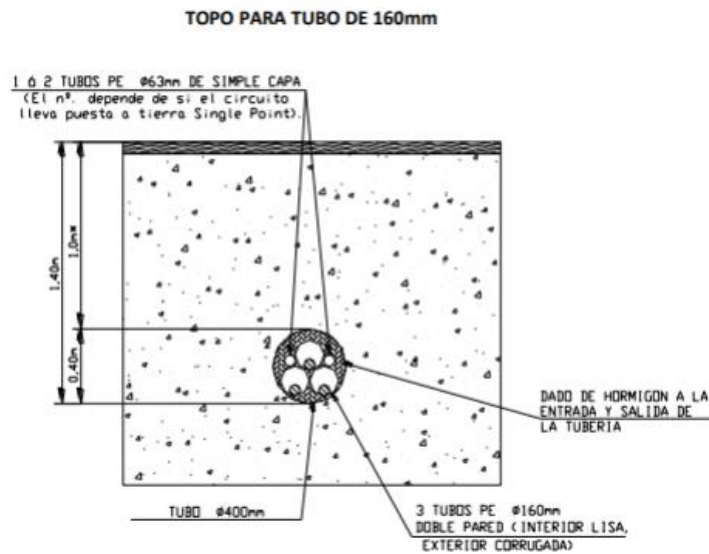 TOPO PARA TUBO DE 160mm
1 ó 2 TUBOS PE Ø63mm DE SIMPLE CAPA
(El nº. depende de si el circuito
lleva puesta a tierra Single Point).
1,0m*
1,40m
0,40m
DADO DE HORMIGON A LA
ENTRADA Y SALIDA DE
LA TUBERIA
TUBO Ø400mm
3 TUBOS PE Ø160mm
DOBLE PARED (INTERIOR LISA,
EXTERIOR CORRUGADA)